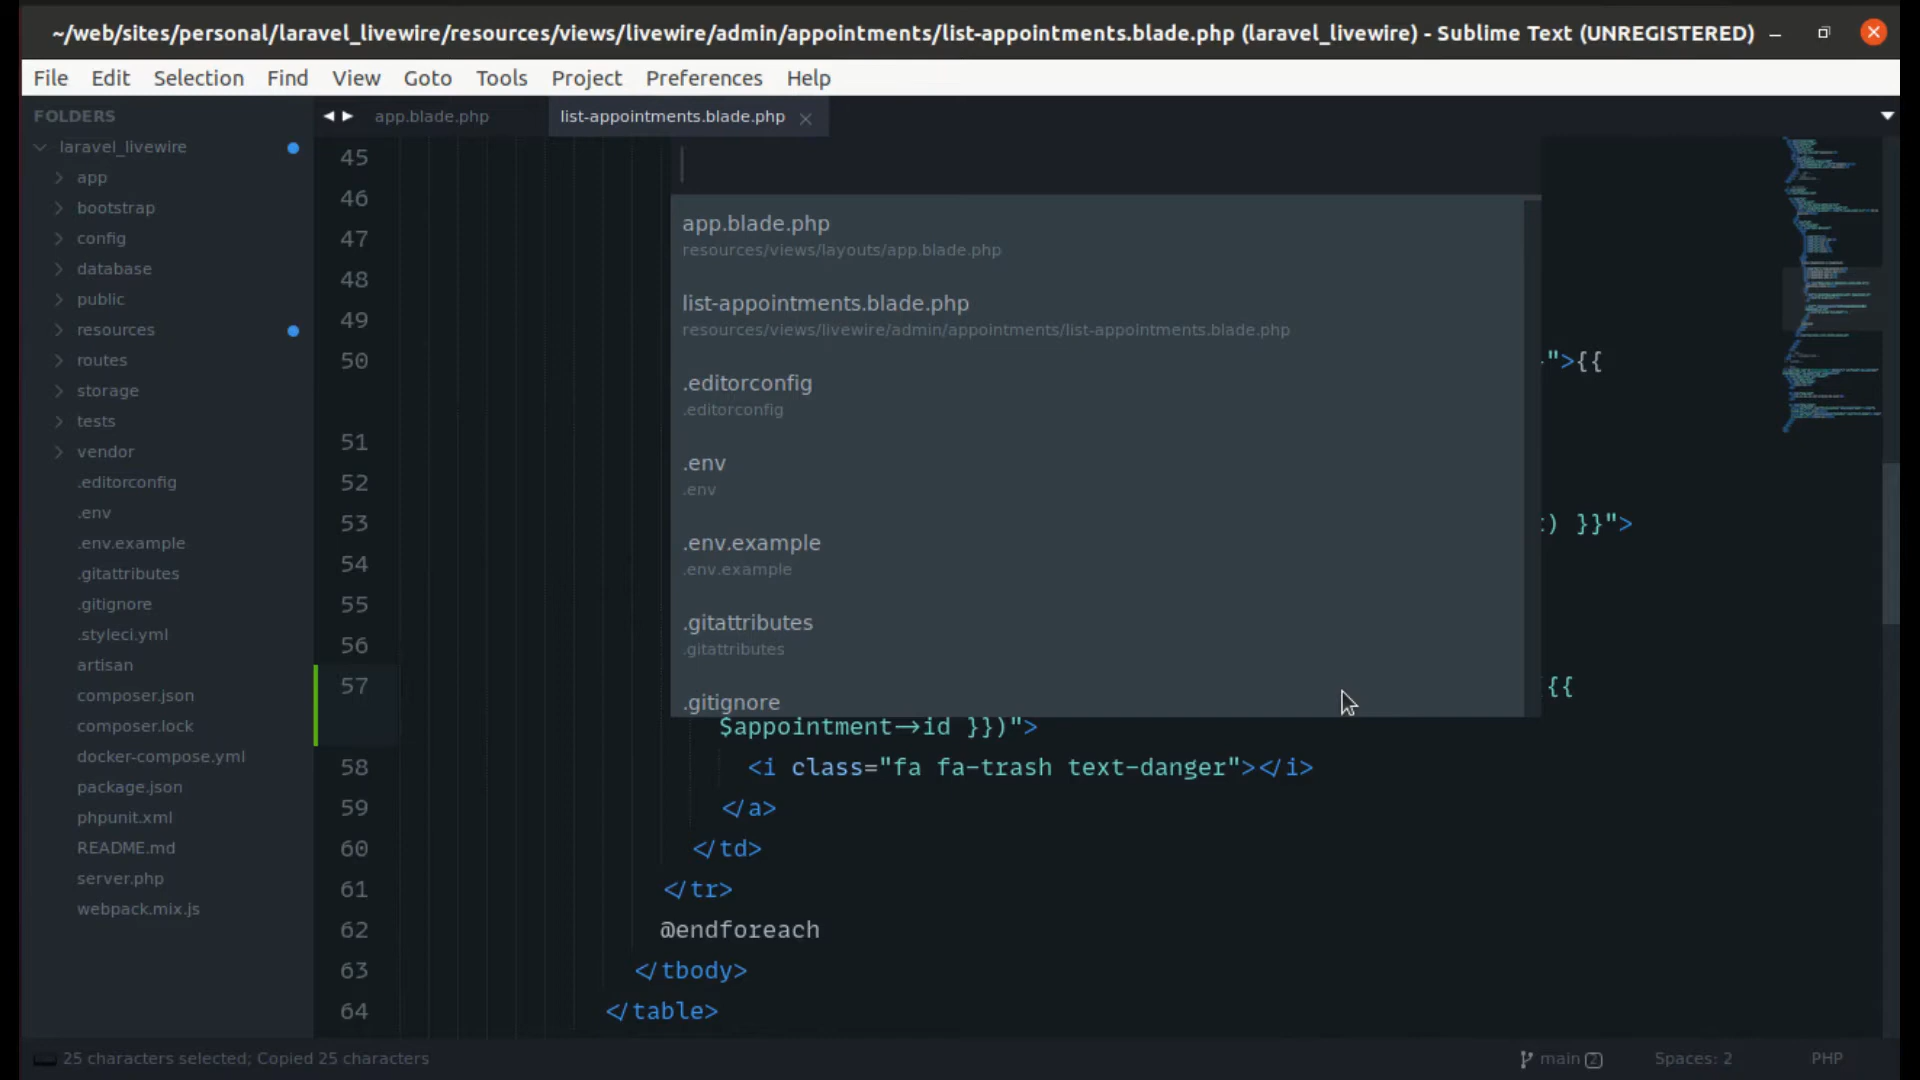 ~/web/sites/personal/laravel_livewire/resources/views/livewire/admin/appointments/list-appointments.blade.php (laravel_livewire) - Sublime Text (UNREGISTERED)
File Edit Selection Find View Goto Tools Project Preferences Help
FOLDERS
laravel_livewire
app
bootstrap
config
database
public
resources
routes
storage
tests
vendor
.editorconfig
.env
.env.example
.gitattributes
.gitignore
.styleci.yml
artisan
composer.json
composer.lock
docker-compose.yml
package.json
phpunit.xml
README.md
server.php
webpack.mix.js
app.blade.php list-appointments.blade.php
45
46
47
48
49
50 ">{{
51
52
53 ) }}">
54
55
56
57 {{
app.blade.php
resources/views/layouts/app.blade.php
list-appointments.blade.php
resources/views/livewire/admin/appointments/list-appointments.blade.php
.editorconfig
.editorconfig
.env
.env
.env.example
.env.example
.gitattributes
.gitattributes
.gitignore
$appointment->id }})">
58 <i class="fa fa-trash text-danger"></i>
59 </a>
60 </td>
61 </tr>
62 @endforeach
63 </tbody>
64 </table>
25 characters selected; Copied 25 characters main 2 Spaces: 2 PHP